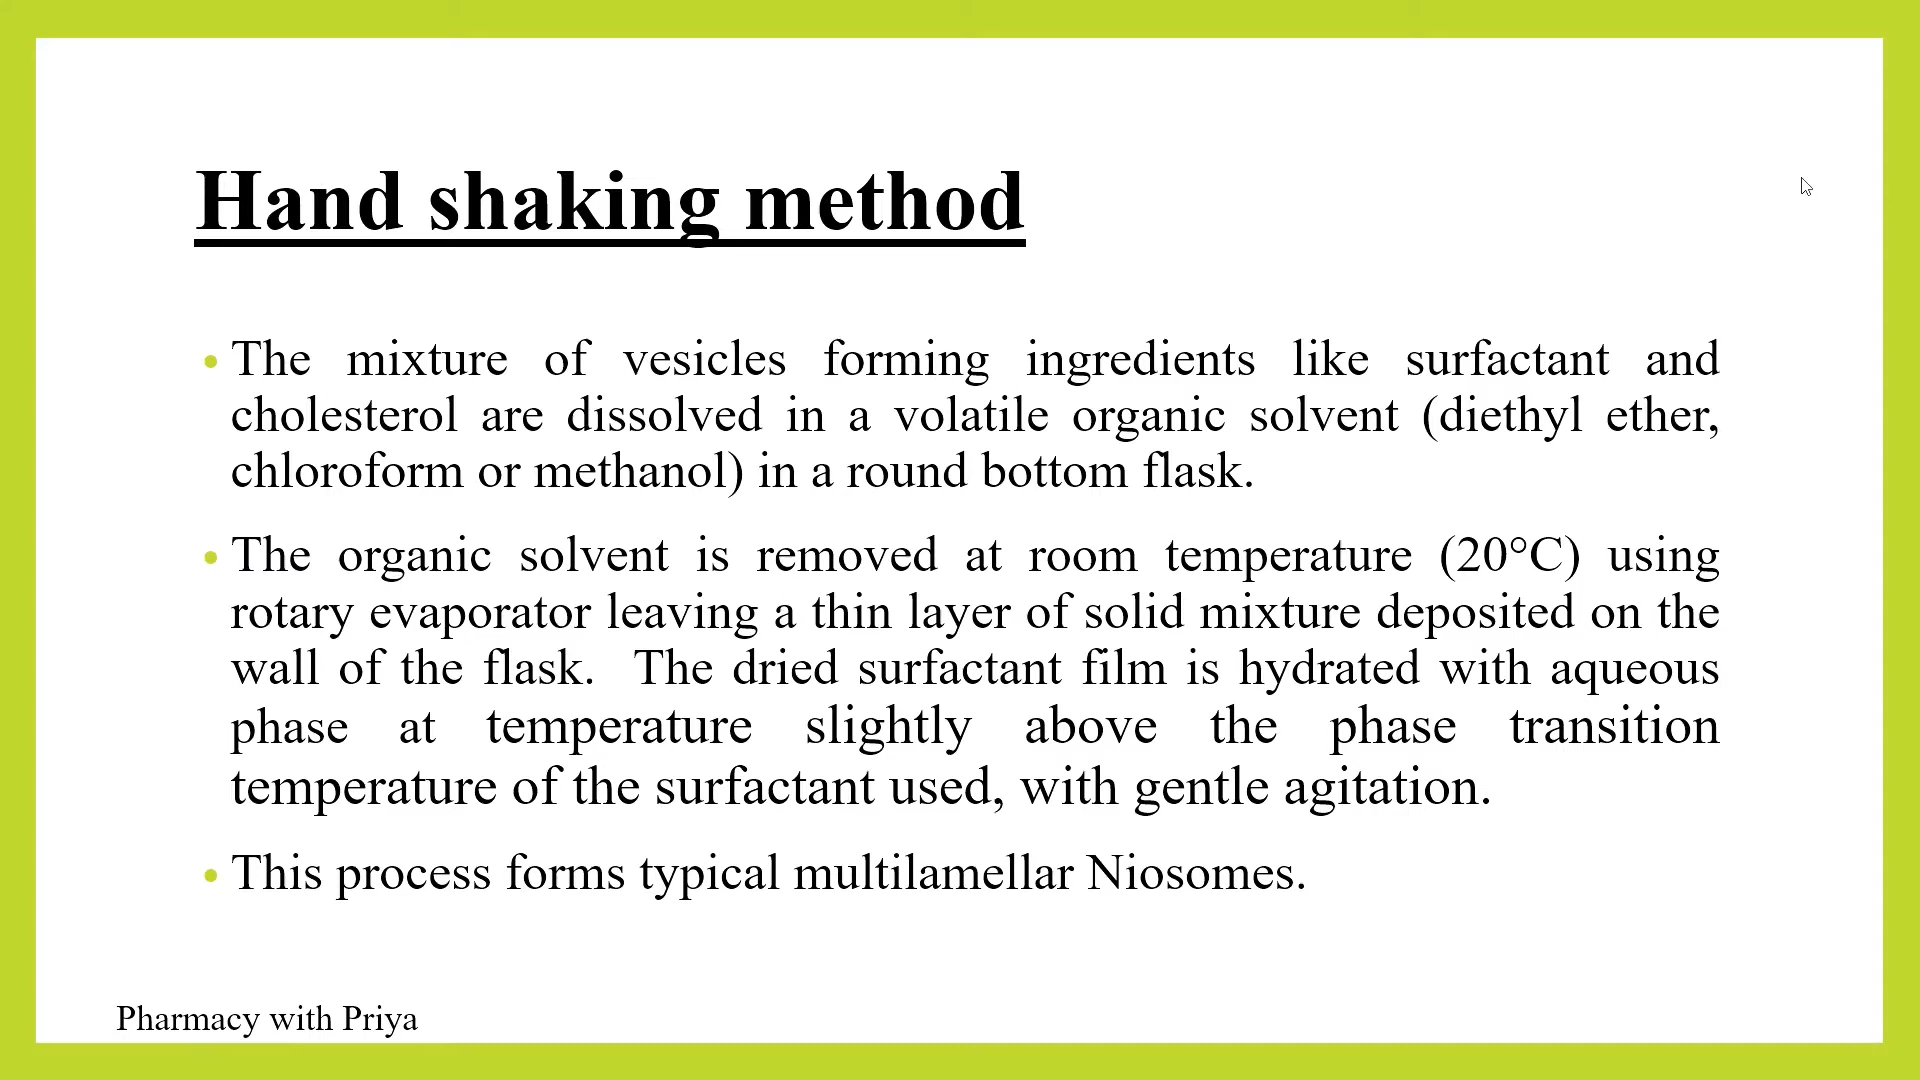 Hand shaking method
• The mixture of vesicles forming ingredients like surfactant and
cholesterol are dissolved in a volatile organic solvent (diethyl ether,
chloroform or methanol) in a round bottom flask.
• The organic solvent is removed at room temperature (20°C) using
rotary evaporator leaving a thin layer of solid mixture deposited on the
wall of the flask. The dried surfactant film is hydrated with aqueous
phase at temperature slightly above the phase transition
temperature of the surfactant used, with gentle agitation.
• This process forms typical multilamellar Niosomes.
Pharmacy with Priya